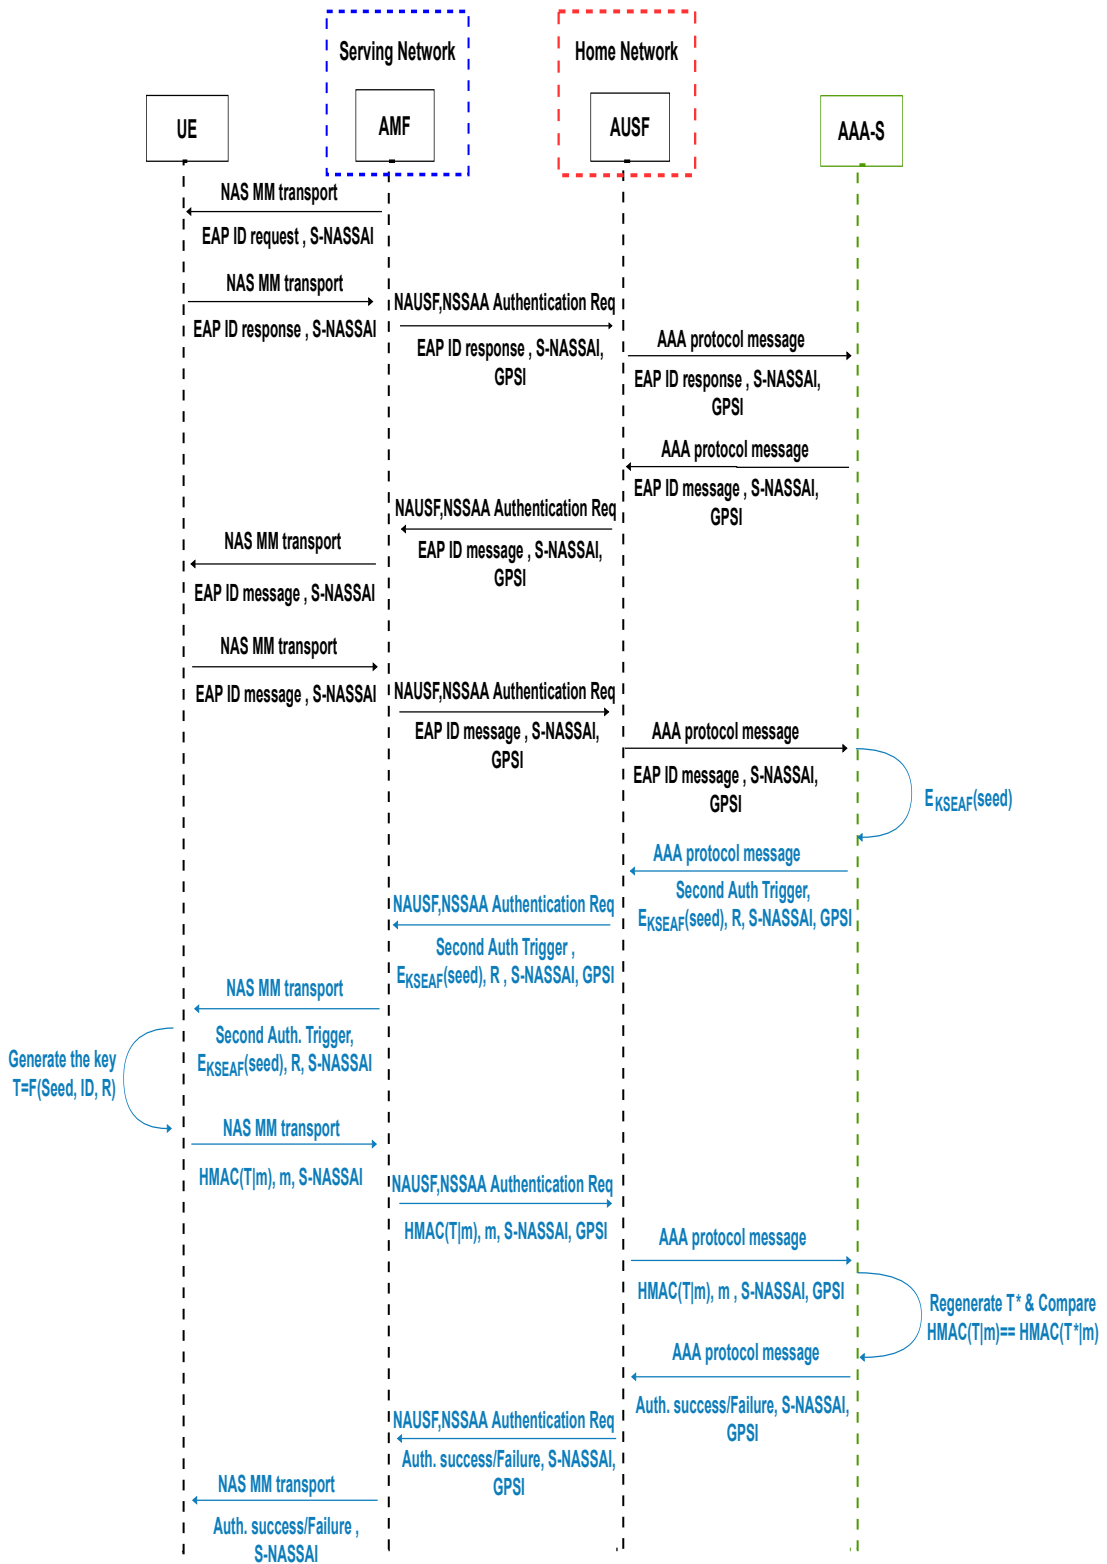 Serving Network
Home Network
UE
AMF
AUSF
AAA-S
NAS MM transport
EAP ID request , S-NASSAI
NAS MM transport
EAP ID response , S-NASSAI
NAUSF,NSSAA Authentication Req
EAP ID response , S-NASSAI,
GPSI
AAA protocol message
EAP ID response , S-NASSAI,
GPSI
AAA protocol message
EAP ID message , S-NASSAI,
GPSI
NAUSF,NSSAA Authentication Req
EAP ID message , S-NASSAI,
GPSI
NAS MM transport
EAP ID message , S-NASSAI
NAS MM transport
EAP ID message , S-NASSAI
NAUSF,NSSAA Authentication Req
EAP ID message , S-NASSAI,
GPSI
AAA protocol message
EAP ID message , S-NASSAI,
GPSI
EKSEAF(seed)
AAA protocol message
Second Auth Trigger,
EKSEAF(seed), R, S-NASSAI, GPSI
NAUSF,NSSAA Authentication Req
Second Auth Trigger ,
EKSEAF(seed), R , S-NASSAI, GPSI
NAS MM transport
Second Auth. Trigger,
EKSEAF(seed), R, S-NASSAI
Generate the key
T=F(Seed, ID, R)
NAS MM transport
HMAC(T|m), m, S-NASSAI
NAUSF,NSSAA Authentication Req
HMAC(T|m), m, S-NASSAI, GPSI
AAA protocol message
HMAC(T|m), m , S-NASSAI, GPSI
Regenerate T* & Compare
HMAC(T|m)== HMAC(T*|m)
AAA protocol message
Auth. success/Failure, S-NASSAI,
GPSI
NAUSF,NSSAA Authentication Req
Auth. success/Failure, S-NASSAI,
GPSI
NAS MM transport
Auth. success/Failure ,
S-NASSAI